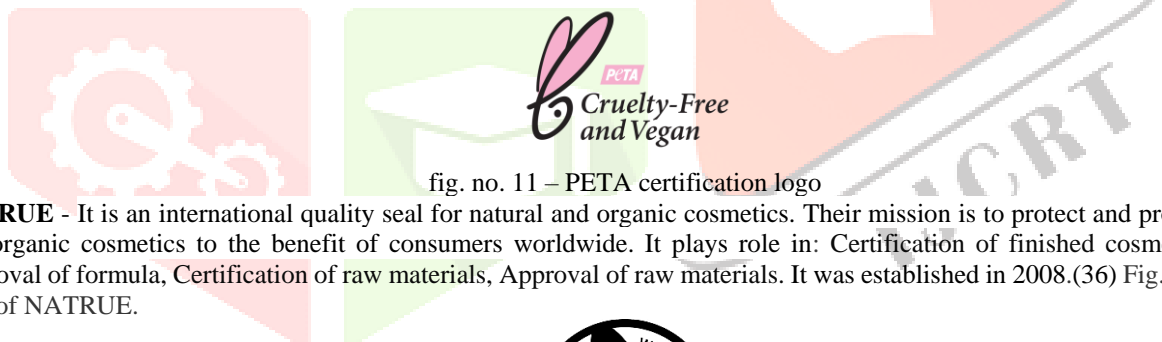 PETA
Cruelty-Free
and Vegan
fig. no. 11 – PETA certification logo
RUE - It is an international quality seal for natural and organic cosmetics. Their mission is to protect and pr
organic cosmetics to the benefit of consumers worldwide. It plays role in: Certification of finished cosm
oval of formula, Certification of raw materials, Approval of raw materials. It was established in 2008.(36) Fig.
of NATRUE.
IJCRT